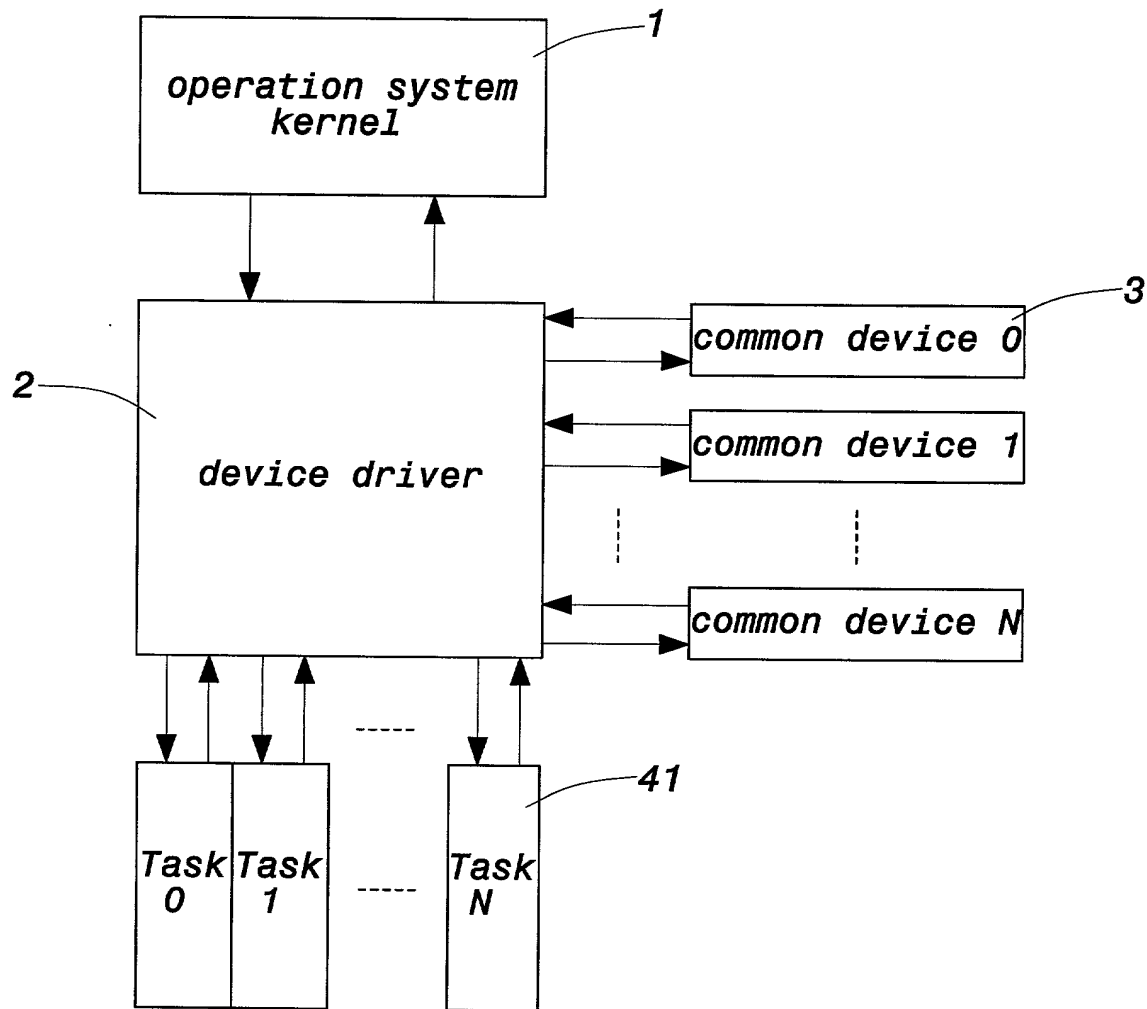 1
operation system
kernel
3
common device 0
2
common device 1
device driver
common device N
41
Task
0
Task
1
Task
N